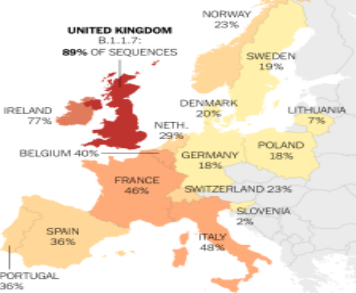 NORWAY
23%
UNITED KINGDOM
B.1.1.7:
89% OF SEQUENCES
SWEDEN
19%
IRELAND
77%
DENMARK
20%
LITHUANIA
7%
NETH.
29%
BELGIUM 40%
GERMANY
18%
POLAND
18%
FRANCE
46%
SWITZERLAND 23%
SLOVENIA
2%
SPAIN
36%
ITALY
48%
PORTUGAL
36%